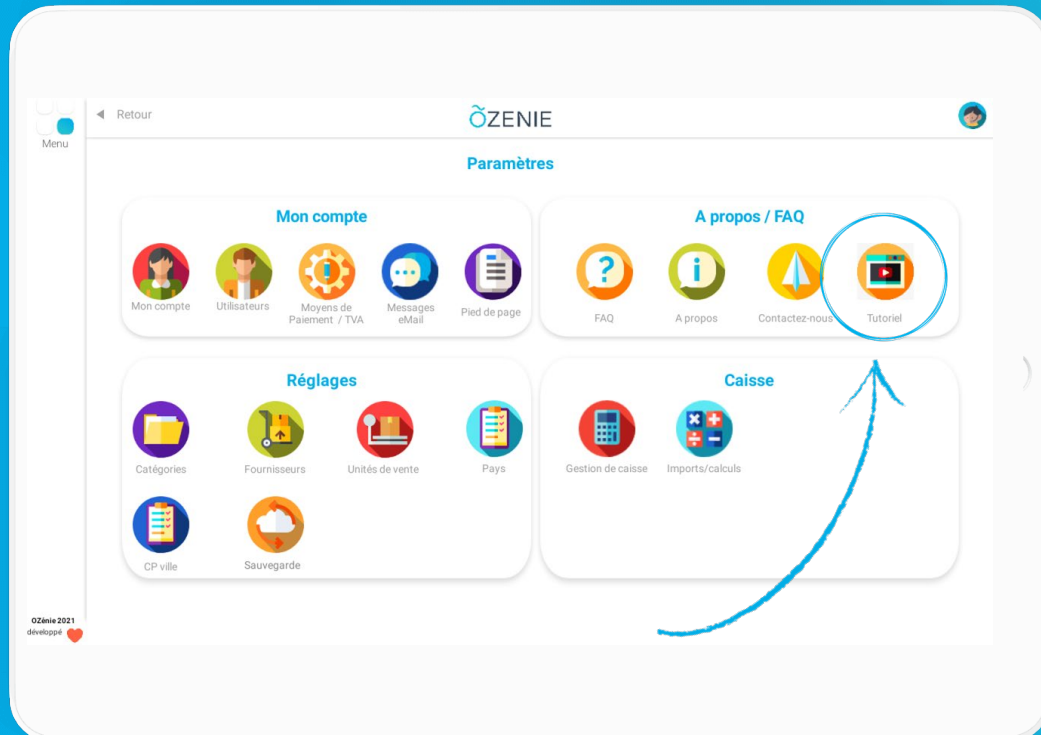 Retour
ÕZENIE
Menu
Paramètres
Mon compte
Mon compte
Utilisateurs
Moyens de
Paiement / TVA
Messages
eMail
Pied de page
A propos / FAQ
?
FAQ
i
A propos
Contactez-nous
Tutoriel
Réglages
Catégories
Fournisseurs
Unités de vente
Pays
CP ville
Sauvegarde
Caisse
Gestion de caisse
Imports/calculs
OZénie 2021
développé